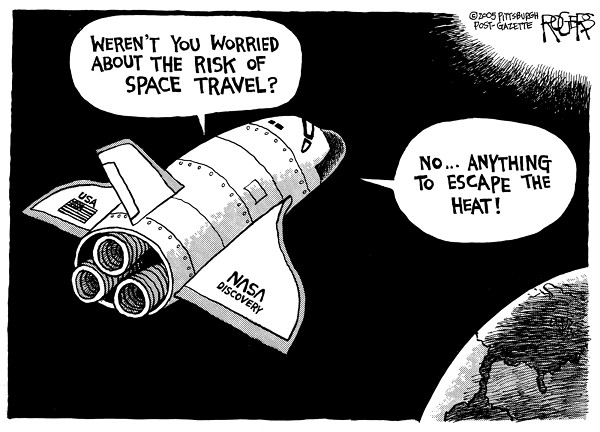 ©2005 PITTSBURGH
POST-GAZETTE
ROGERS
WEREN'T YOU WORRIED
ABOUT THE RISK OF
SPACE TRAVEL?
NO... ANYTHING
TO ESCAPE THE
HEAT!
USA
NASA
DISCOVERY